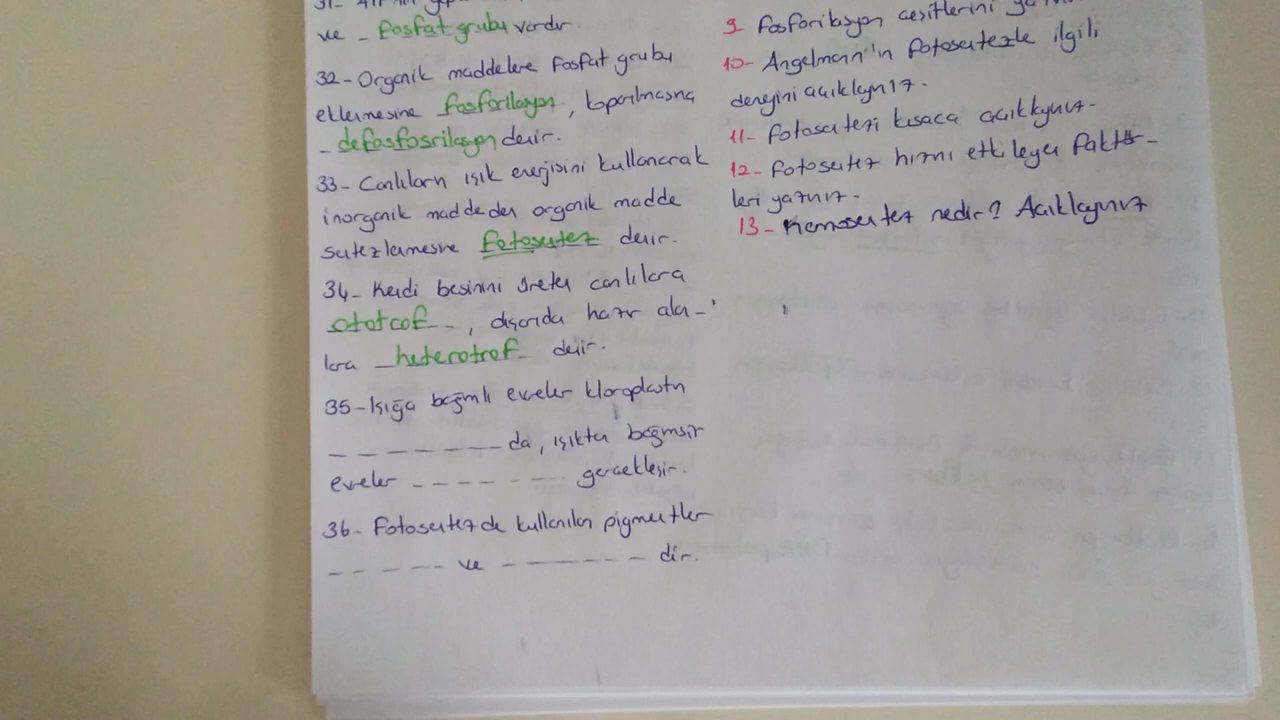 ve _ fosfat grubu vardır.
32- Organik maddelere fosfat grubu
eklenmesine fosforilasyon, koparılmasına
_ defosfosrilasyon denir.
33- Canlıların ışık enerjisini kullanarak
inorganik maddeden organik madde
sentezlemesine fotosentez denir.
34- Kendi besinini üreten canlılara
ototrof _ _, dışarıda hazır alan-
lara _ heterotrof _ denir.
35- Işığa bağımlı evreler kloroplastın
_ _ _ _ _ _ _ da, ışıktan bağımsız
evreler _ _ _ _ _ _ gerçekleşir.
36- Fotosentezde kullanılan pigmentler
_ _ _ _ _ ve _ _ _ _ _ _ dir.
9- Fosforilasyon çeşitlerini
10- Angelmann'ın fotosentezle ilgili
deneyini açıklayınız.
11- Fotosentezi kısaca açıklayınız.
12- Fotosentez hızını etkileyen faktör-
leri yazınız.
13- Kemosentez nedir? Açıklayınız